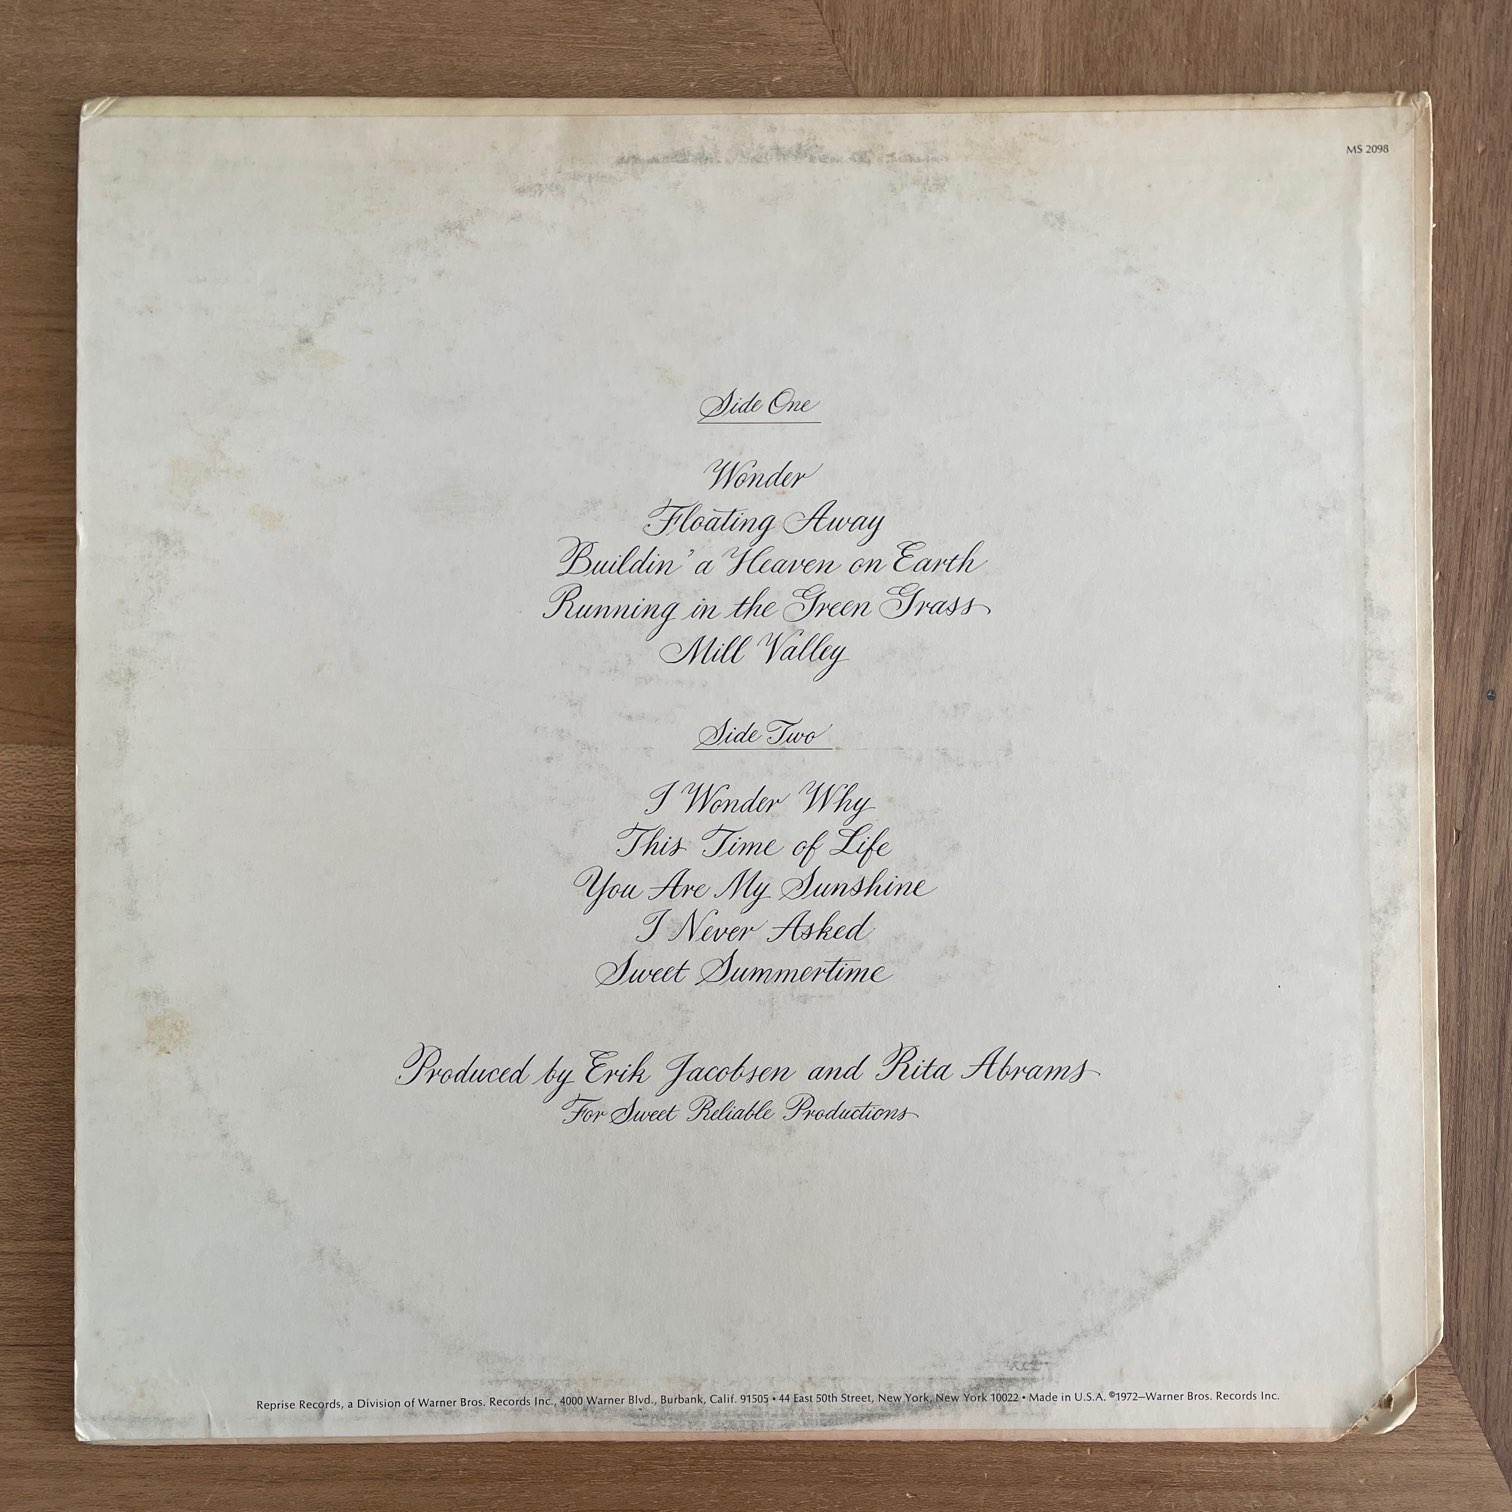 MS 2098
Side One
Wonder
Floating Away
Buildin' a Heaven on Earth
Running in the Green Grass
Mill Valley
Side Two
I Wonder Why
This Time of Life
You Are My Sunshine
I Never Asked
Sweet Summertime
Produced by Erik Jacobsen and Rita Abrams
For Sweet Reliable Productions
Reprise Records, a Division of Warner Bros. Records Inc., 4000 Warner Blvd., Burbank, Calif. 91505 • 44 East 50th Street, New York, New York 10022 • Made in U.S.A. ©1972—Warner Bros. Records Inc.